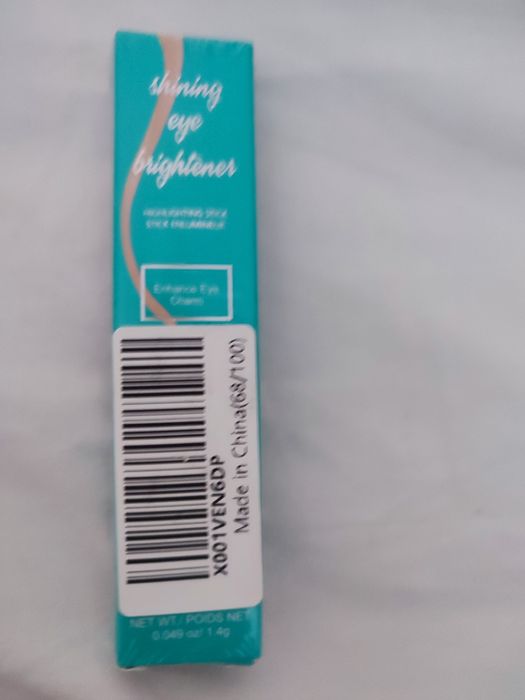 shining
eye
brightener
HIGHLIGHTING STICK
STICK ENLUMINEUR
Enhance Eye
Charm
X001VEN6DP
Made in China(68/100)
NET WT./ POIDS NET
0.049 oz/ 1.4g